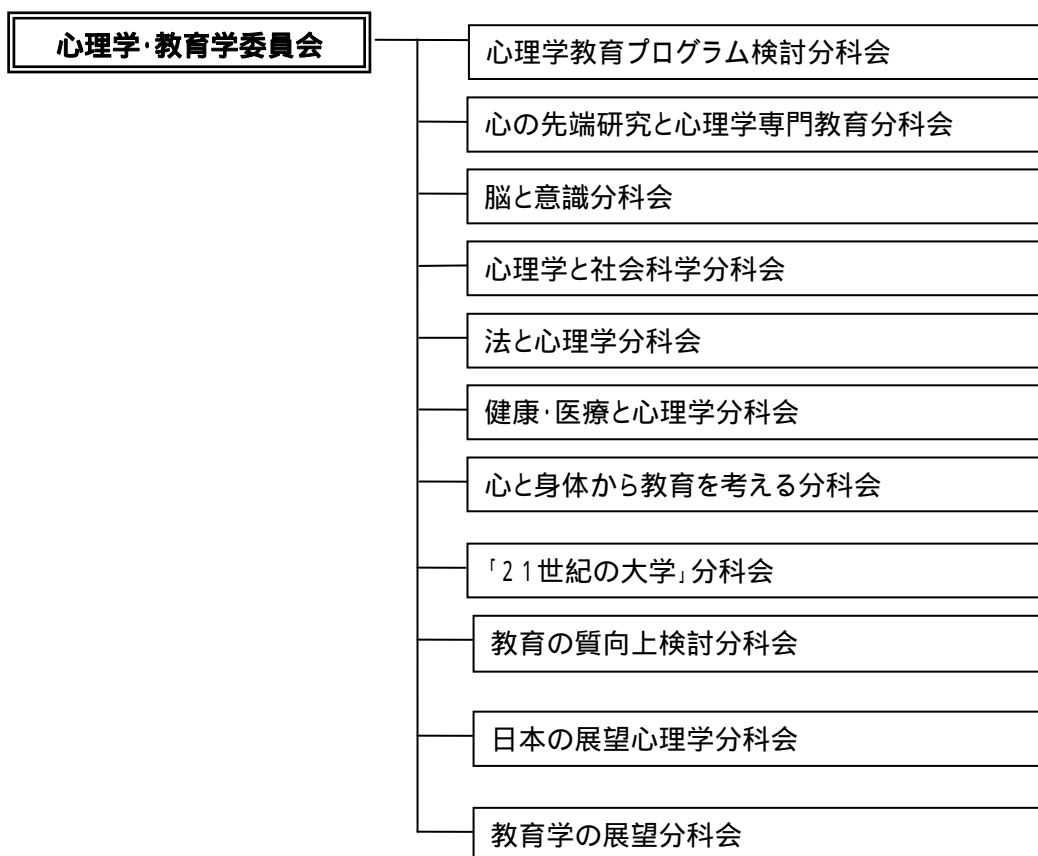 心理学・教育学委員会
心理学教育プログラム検討分科会
心の先端研究と心理学専門教育分科会
脳と意識分科会
心理学と社会科学分科会
法と心理学分科会
健康・医療と心理学分科会
心と身体から教育を考える分科会
「21世紀の大学」分科会
教育の質向上検討分科会
日本の展望心理学分科会
教育学の展望分科会